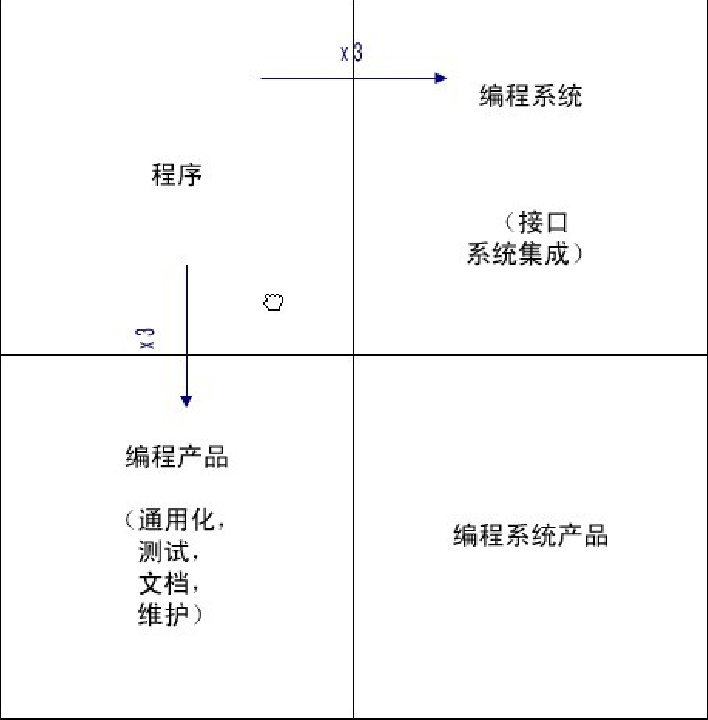 x 3
编程系统
程序
（接口
系统集成）
x 3
编程产品
（通用化，
测试，
文档，
维护）
编程系统产品